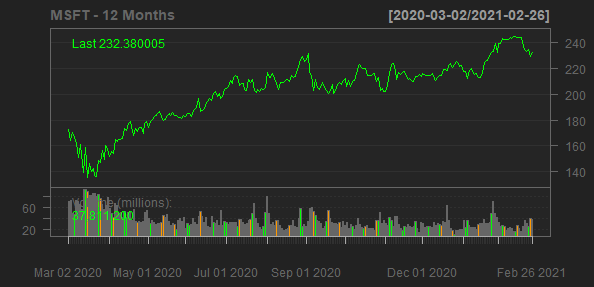 MSFT - 12 Months [2020-03-02/2021-02-26]
Last 232.380005
240
220
200
180
160
140
Volume (millions):
37,811,200
60
40
20
Mar 02 2020 May 01 2020 Jul 01 2020 Sep 01 2020 Dec 01 2020 Feb 26 2021